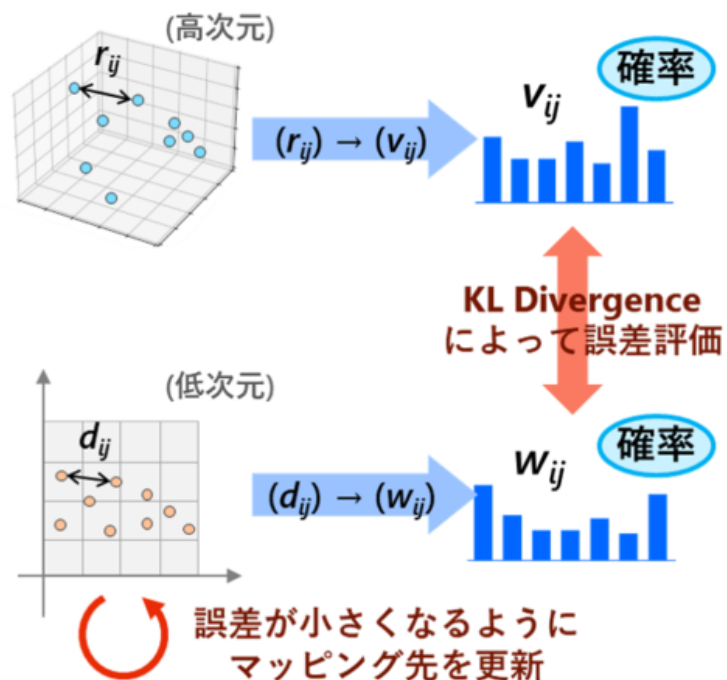 (高次元)
r_ij
(r_ij) → (v_ij)
v_ij
確率
KL Divergence
によって誤差評価
(低次元)
d_ij
(d_ij) → (w_ij)
w_ij
確率
誤差が小さくなるように
マッピング先を更新